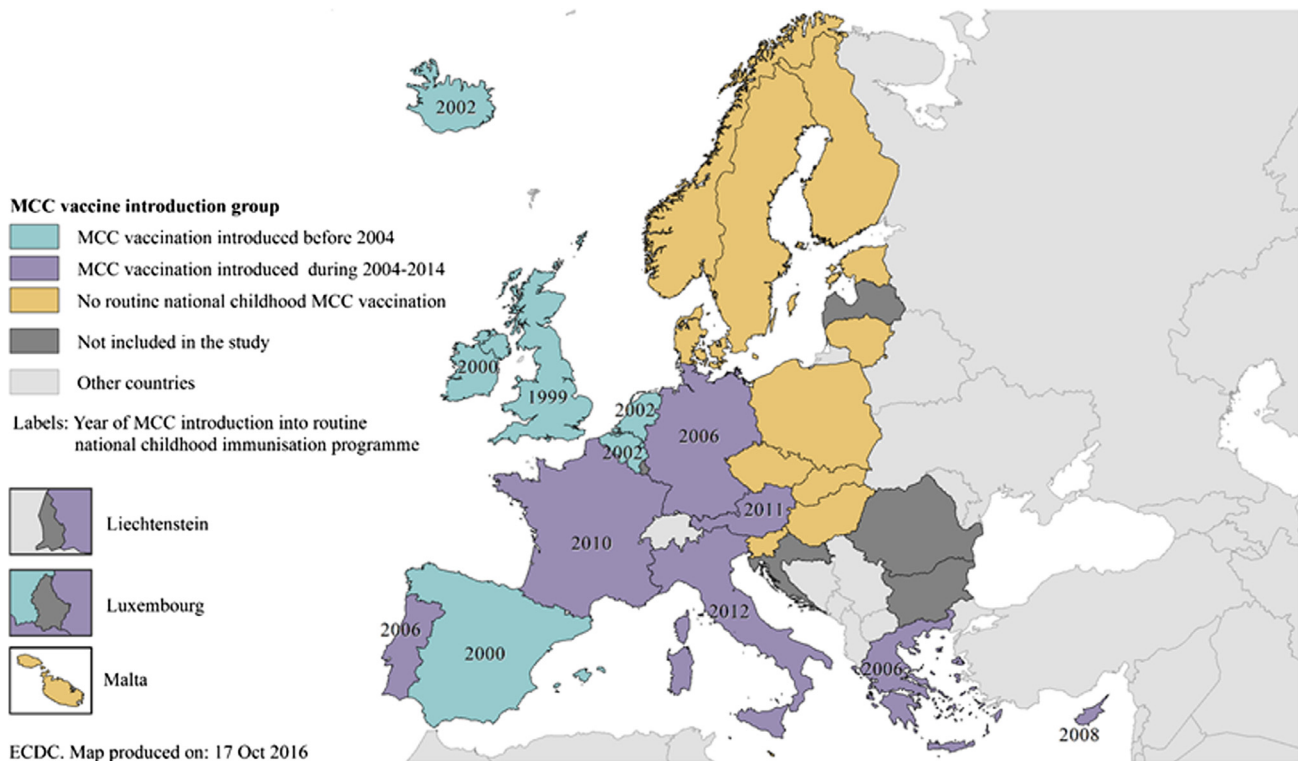 MCC vaccine introduction group
MCC vaccination introduced before 2004
MCC vaccination introduced during 2004-2014
No routine national childhood MCC vaccination
Not included in the study
Other countries
Labels: Year of MCC introduction into routine
national childhood immunisation programme
Liechtenstein
Luxembourg
Malta
ECDC. Map produced on: 17 Oct 2016
2002
2000
1999
2002
2002
2006
2011
2010
2012
2006
2000
2006
2008